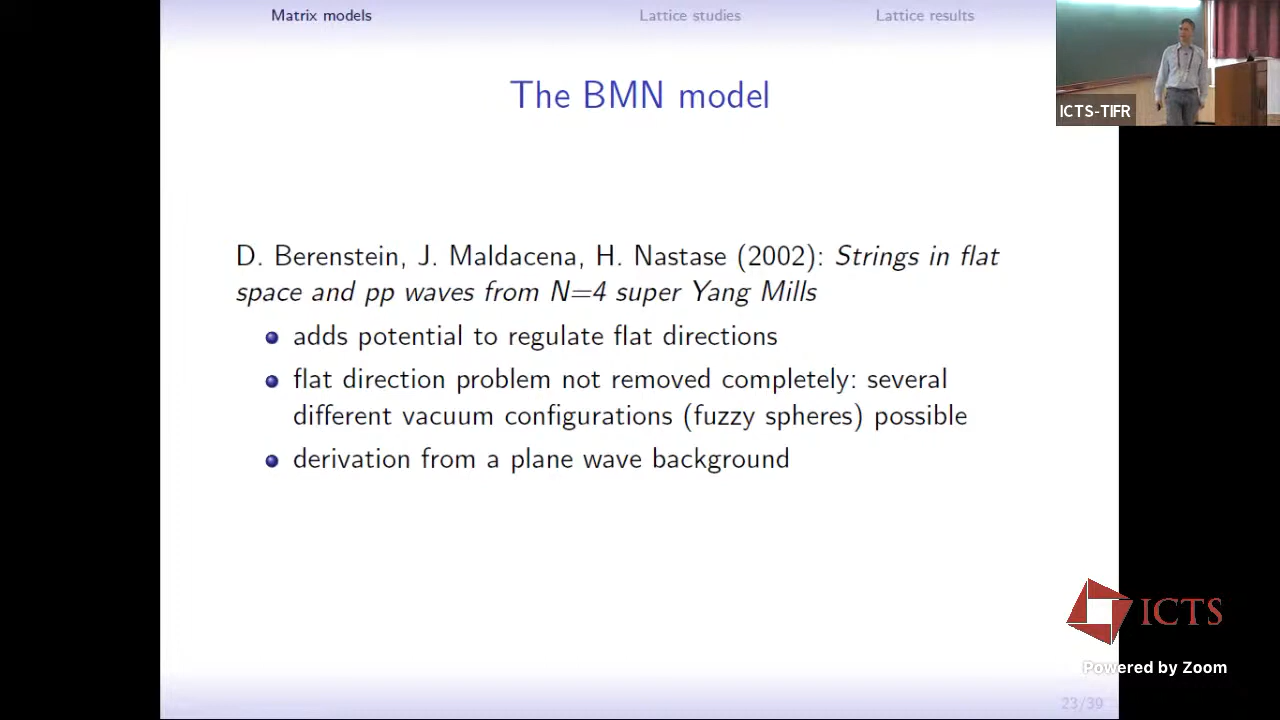 Matrix models
Lattice studies
Lattice results
ICTS-TIFR
The BMN model
D. Berenstein, J. Maldacena, H. Nastase (2002): Strings in flat
space and pp waves from N=4 super Yang Mills
adds potential to regulate flat directions
flat direction problem not removed completely: several
different vacuum configurations (fuzzy spheres) possible
derivation from a plane wave background
ICTS
Powered by Zoom
23/39